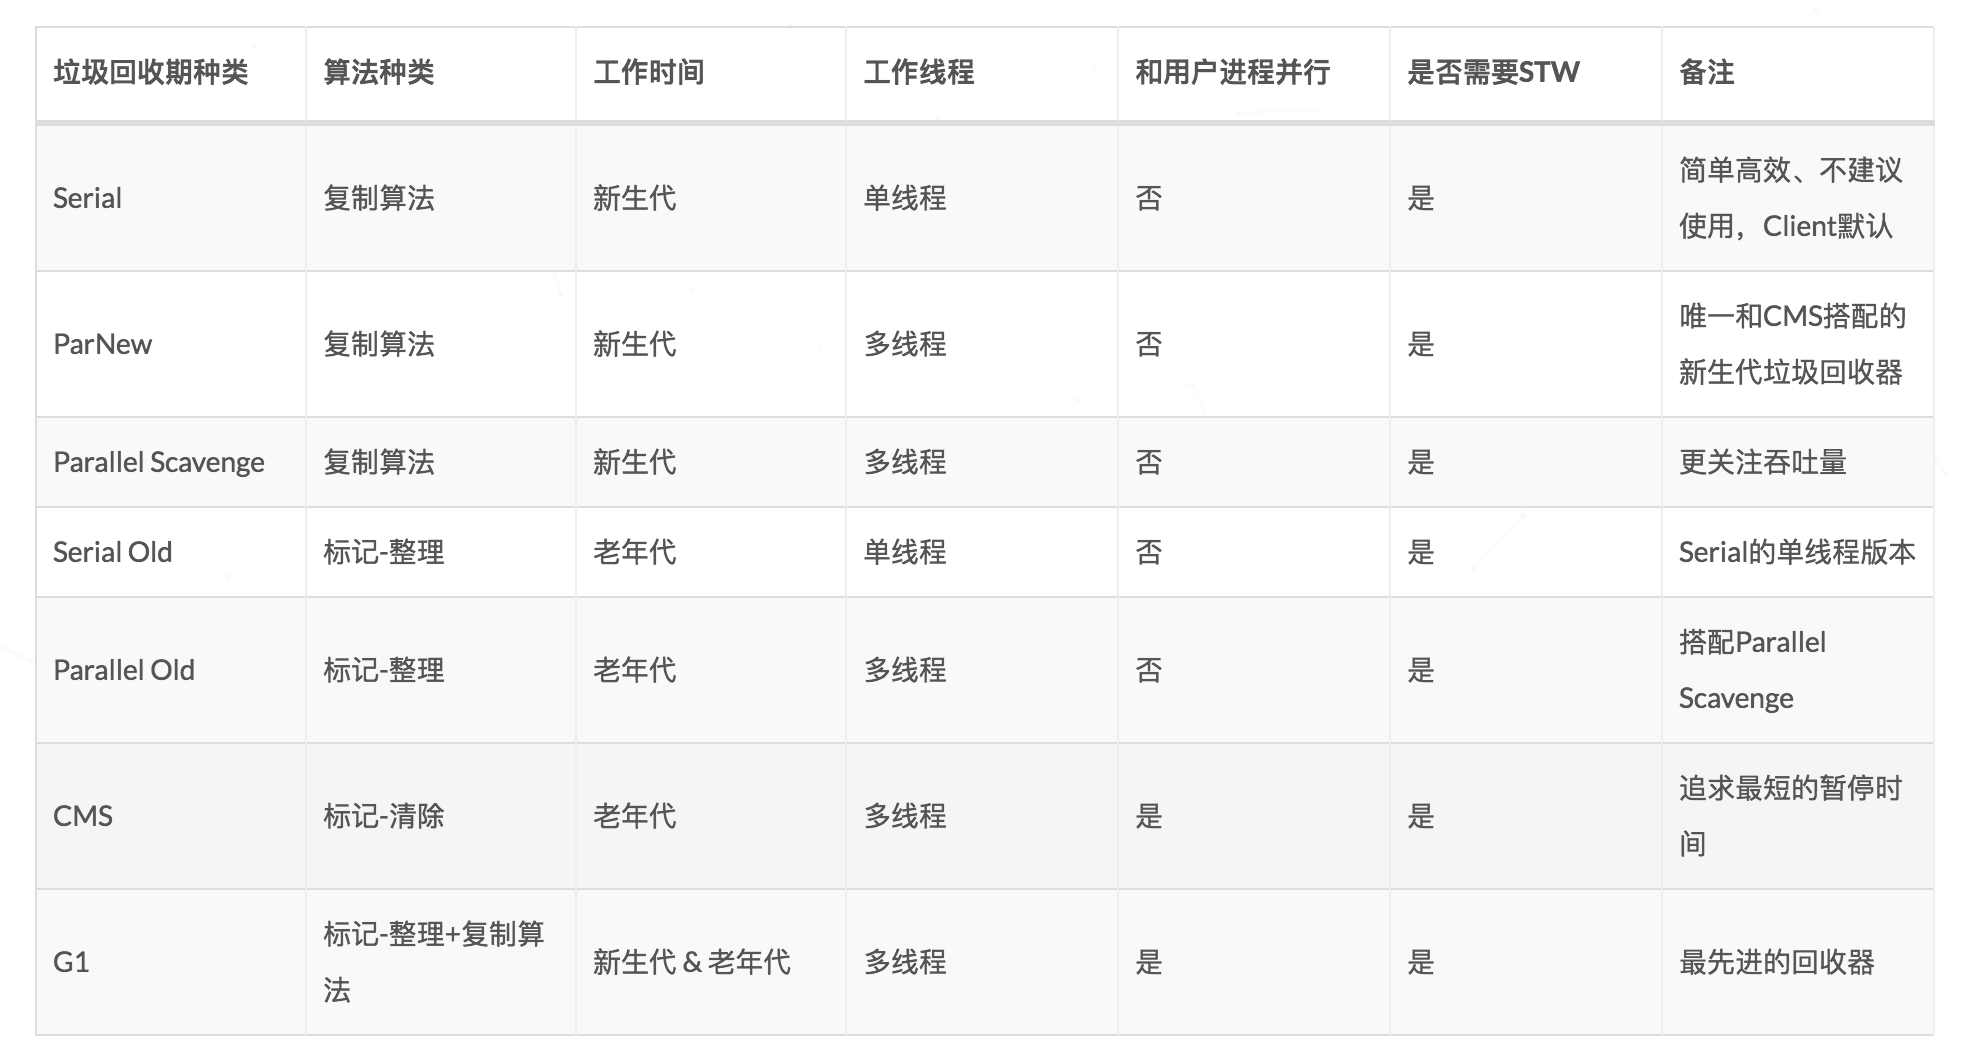 垃圾回收期种类 算法种类 工作时间 工作线程 和用户进程并行 是否需要STW 备注
Serial 复制算法 新生代 单线程 否 是 简单高效、不建议
使用，Client默认
ParNew 复制算法 新生代 多线程 否 是 唯一和CMS搭配的
新生代垃圾回收器
Parallel Scavenge 复制算法 新生代 多线程 否 是 更关注吞吐量
Serial Old 标记-整理 老年代 单线程 否 是 Serial的单线程版本
Parallel Old 标记-整理 老年代 多线程 否 是 搭配Parallel
Scavenge
CMS 标记-清除 老年代 多线程 是 是 追求最短的暂停时
间
G1 标记-整理+复制算
法 新生代 & 老年代 多线程 是 是 最先进的回收器